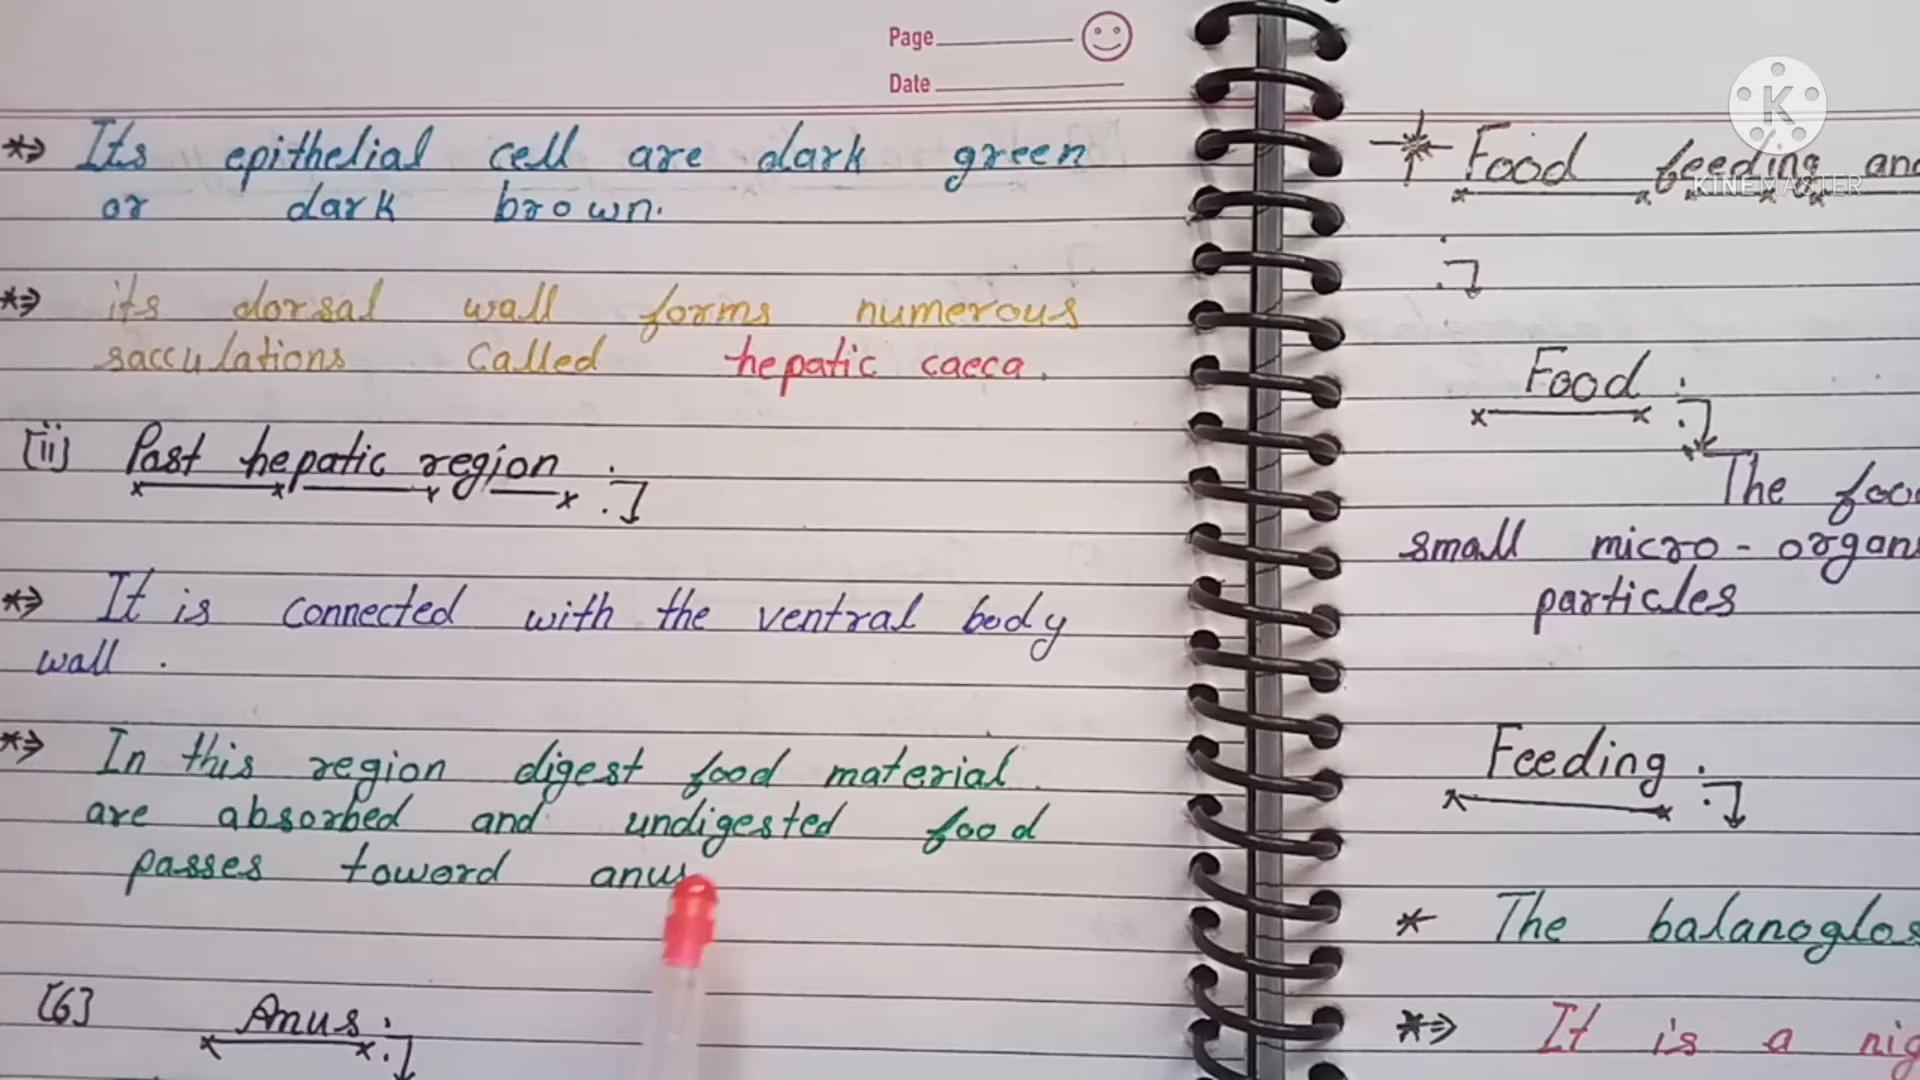 Page
Date
Its epithelial cell are dark green
or dark brown.
its dorsal wall forms numerous
sacculations called hepatic caeca.
[ii] Post hepatic region :
It is connected with the ventral body
wall .
In this region digest food material
are absorbed and undigested food
passes toword anus
[6] Anus :
K
KINEMASTER
Food feeding and
Food :
The foo
small micro - organ
particles
Feeding :
The balanoglos
It is a nig